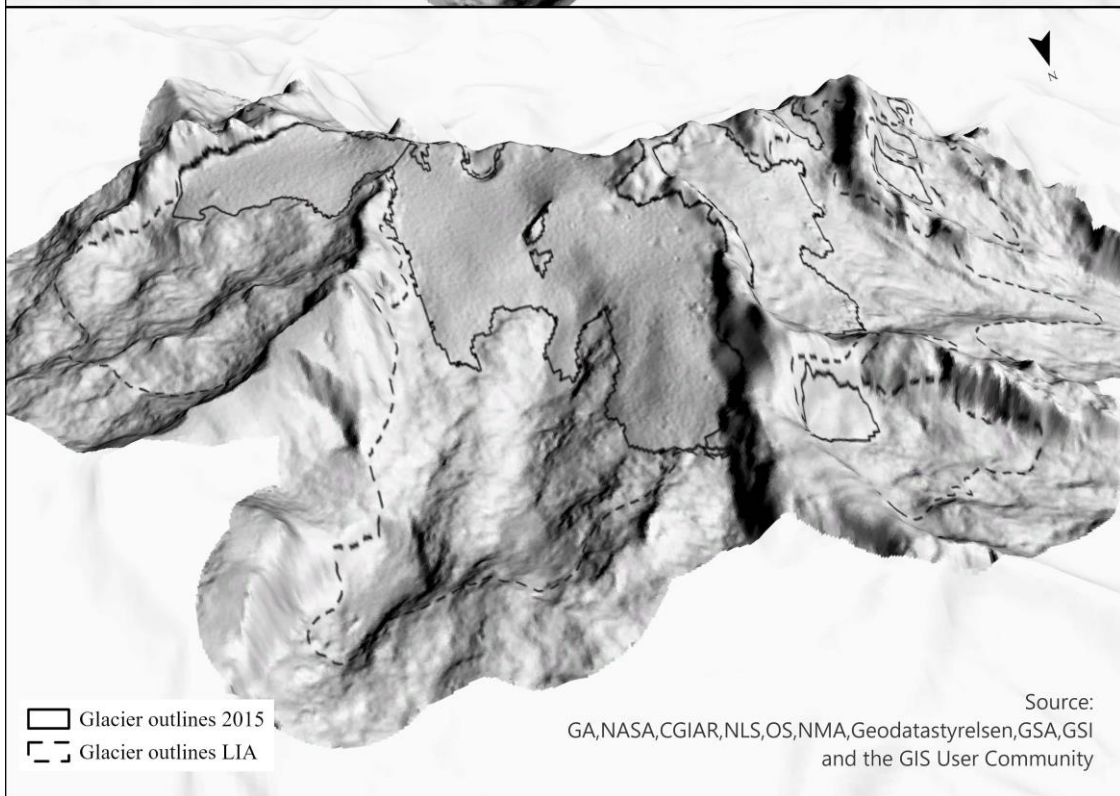 N
Glacier outlines 2015
Glacier outlines LIA
Source:
GA,NASA,CGIAR,NLS,OS,NMA,Geodatastyrelsen,GSA,GSI
and the GIS User Community